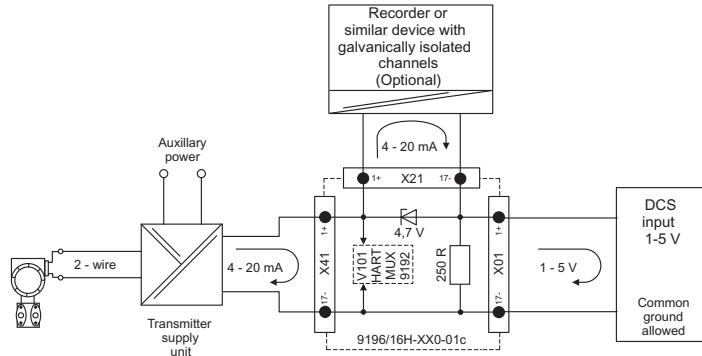 Recorder or
similar device with
galvanically isolated
channels
(Optional)
Auxillary
power
4 - 20 mA
1+
X21
17-
2 - wire
4 - 20 mA
Transmitter
supply
unit
1+
X41
17-
4,7 V
V101
HART
MUX
9192
250 R
1+
X01
17-
1 - 5 V
9196/16H-XX0-01c
DCS
input
1-5 V
Common
ground
allowed